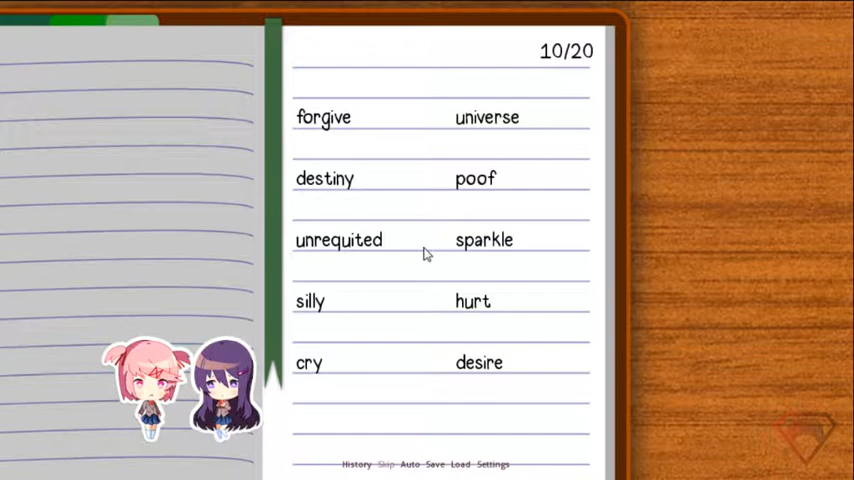 10/20
forgive universe
destiny poof
unrequited sparkle
silly hurt
cry desire
History Skip Auto Save Load Settings